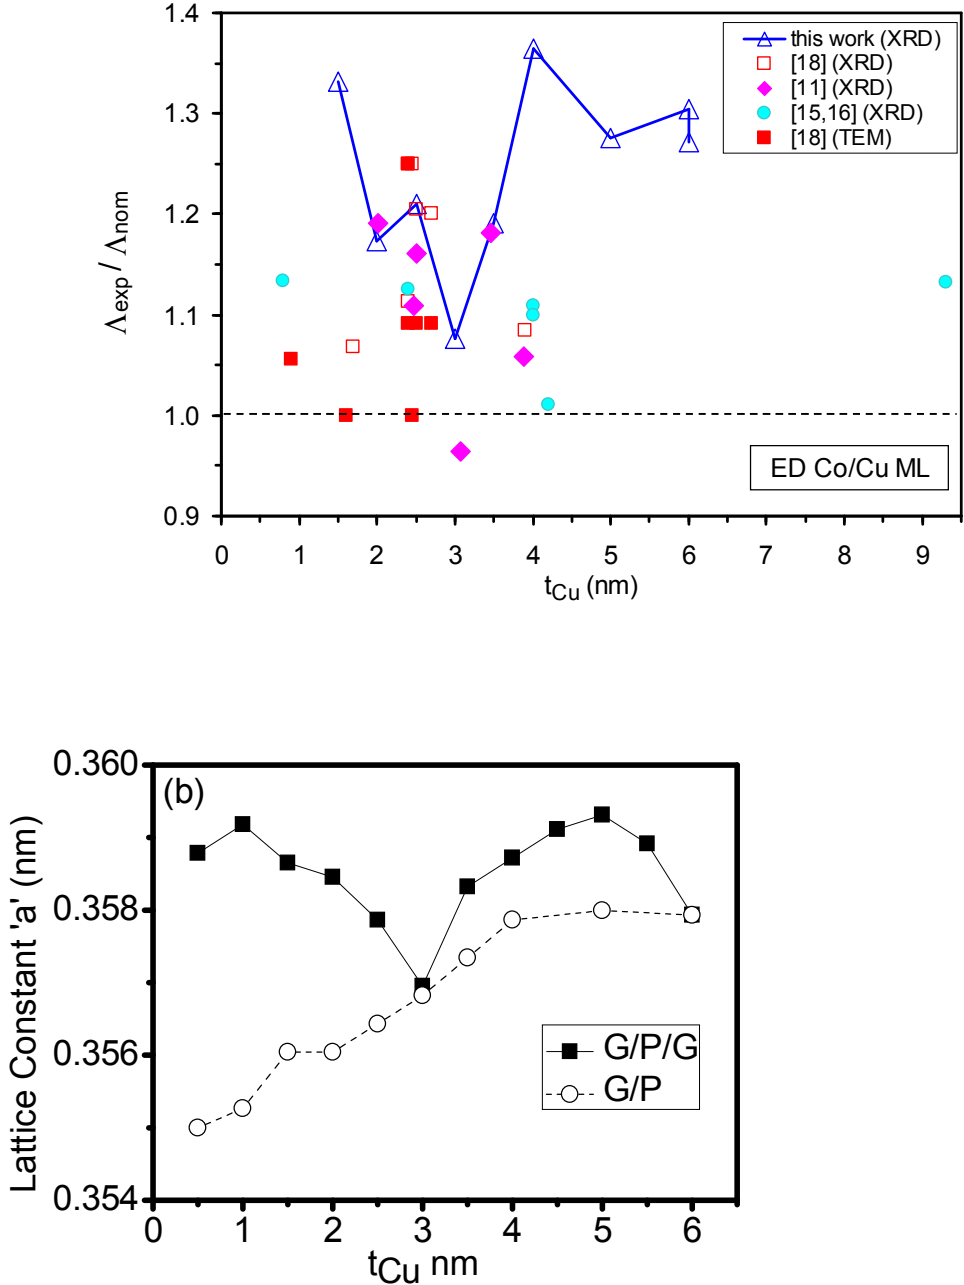 1.4
1.3
1.2
1.1
1.0
0.9
Λexp / Λnom
this work (XRD)
[18] (XRD)
[11] (XRD)
[15,16] (XRD)
[18] (TEM)
ED Co/Cu ML
0 1 2 3 4 5 6 7 8 9
tCu (nm)
0.360
0.358
0.356
0.354
Lattice Constant 'a' (nm)
(b)
G/P/G
G/P
0 1 2 3 4 5 6
tCu nm